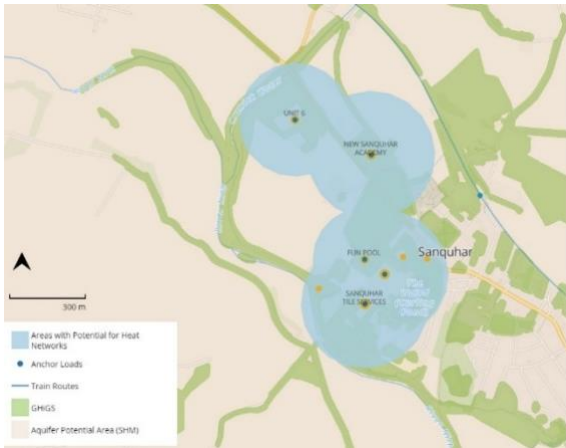 UNIT 6
NEW SANQUHAR
ACADEMY
FUN POOL
Sanquhar
SANQUHAR
TILE SERVICES
300 m
Areas with Potential for Heat
Networks
Anchor Loads
Train Routes
GHiGS
Aquifer Potential Area (SHM)